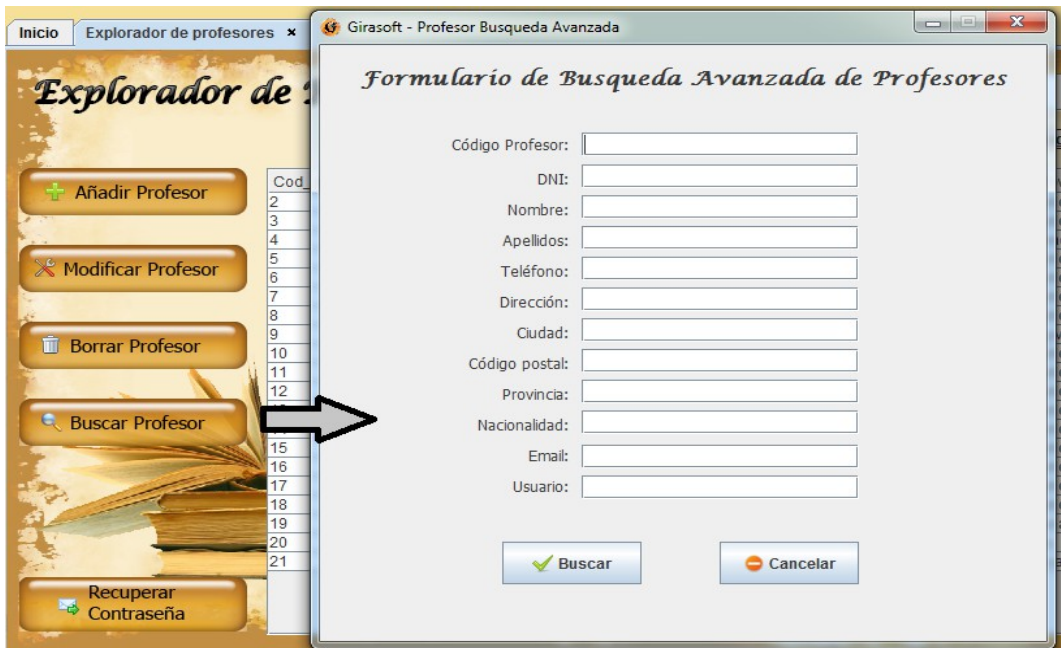 Inicio
Explorador de profesores ×
Girasoft - Profesor Busqueda Avanzada
Explorador de
Formulario de Busqueda Avanzada de Profesores
Añadir Profesor
Modificar Profesor
Borrar Profesor
Buscar Profesor
Recuperar
Contraseña
Cod_
2
3
4
5
6
7
8
9
10
11
12
15
16
17
18
19
20
21
Código Profesor:
DNI:
Nombre:
Apellidos:
Teléfono:
Dirección:
Ciudad:
Código postal:
Provincia:
Nacionalidad:
Email:
Usuario:
Buscar
Cancelar